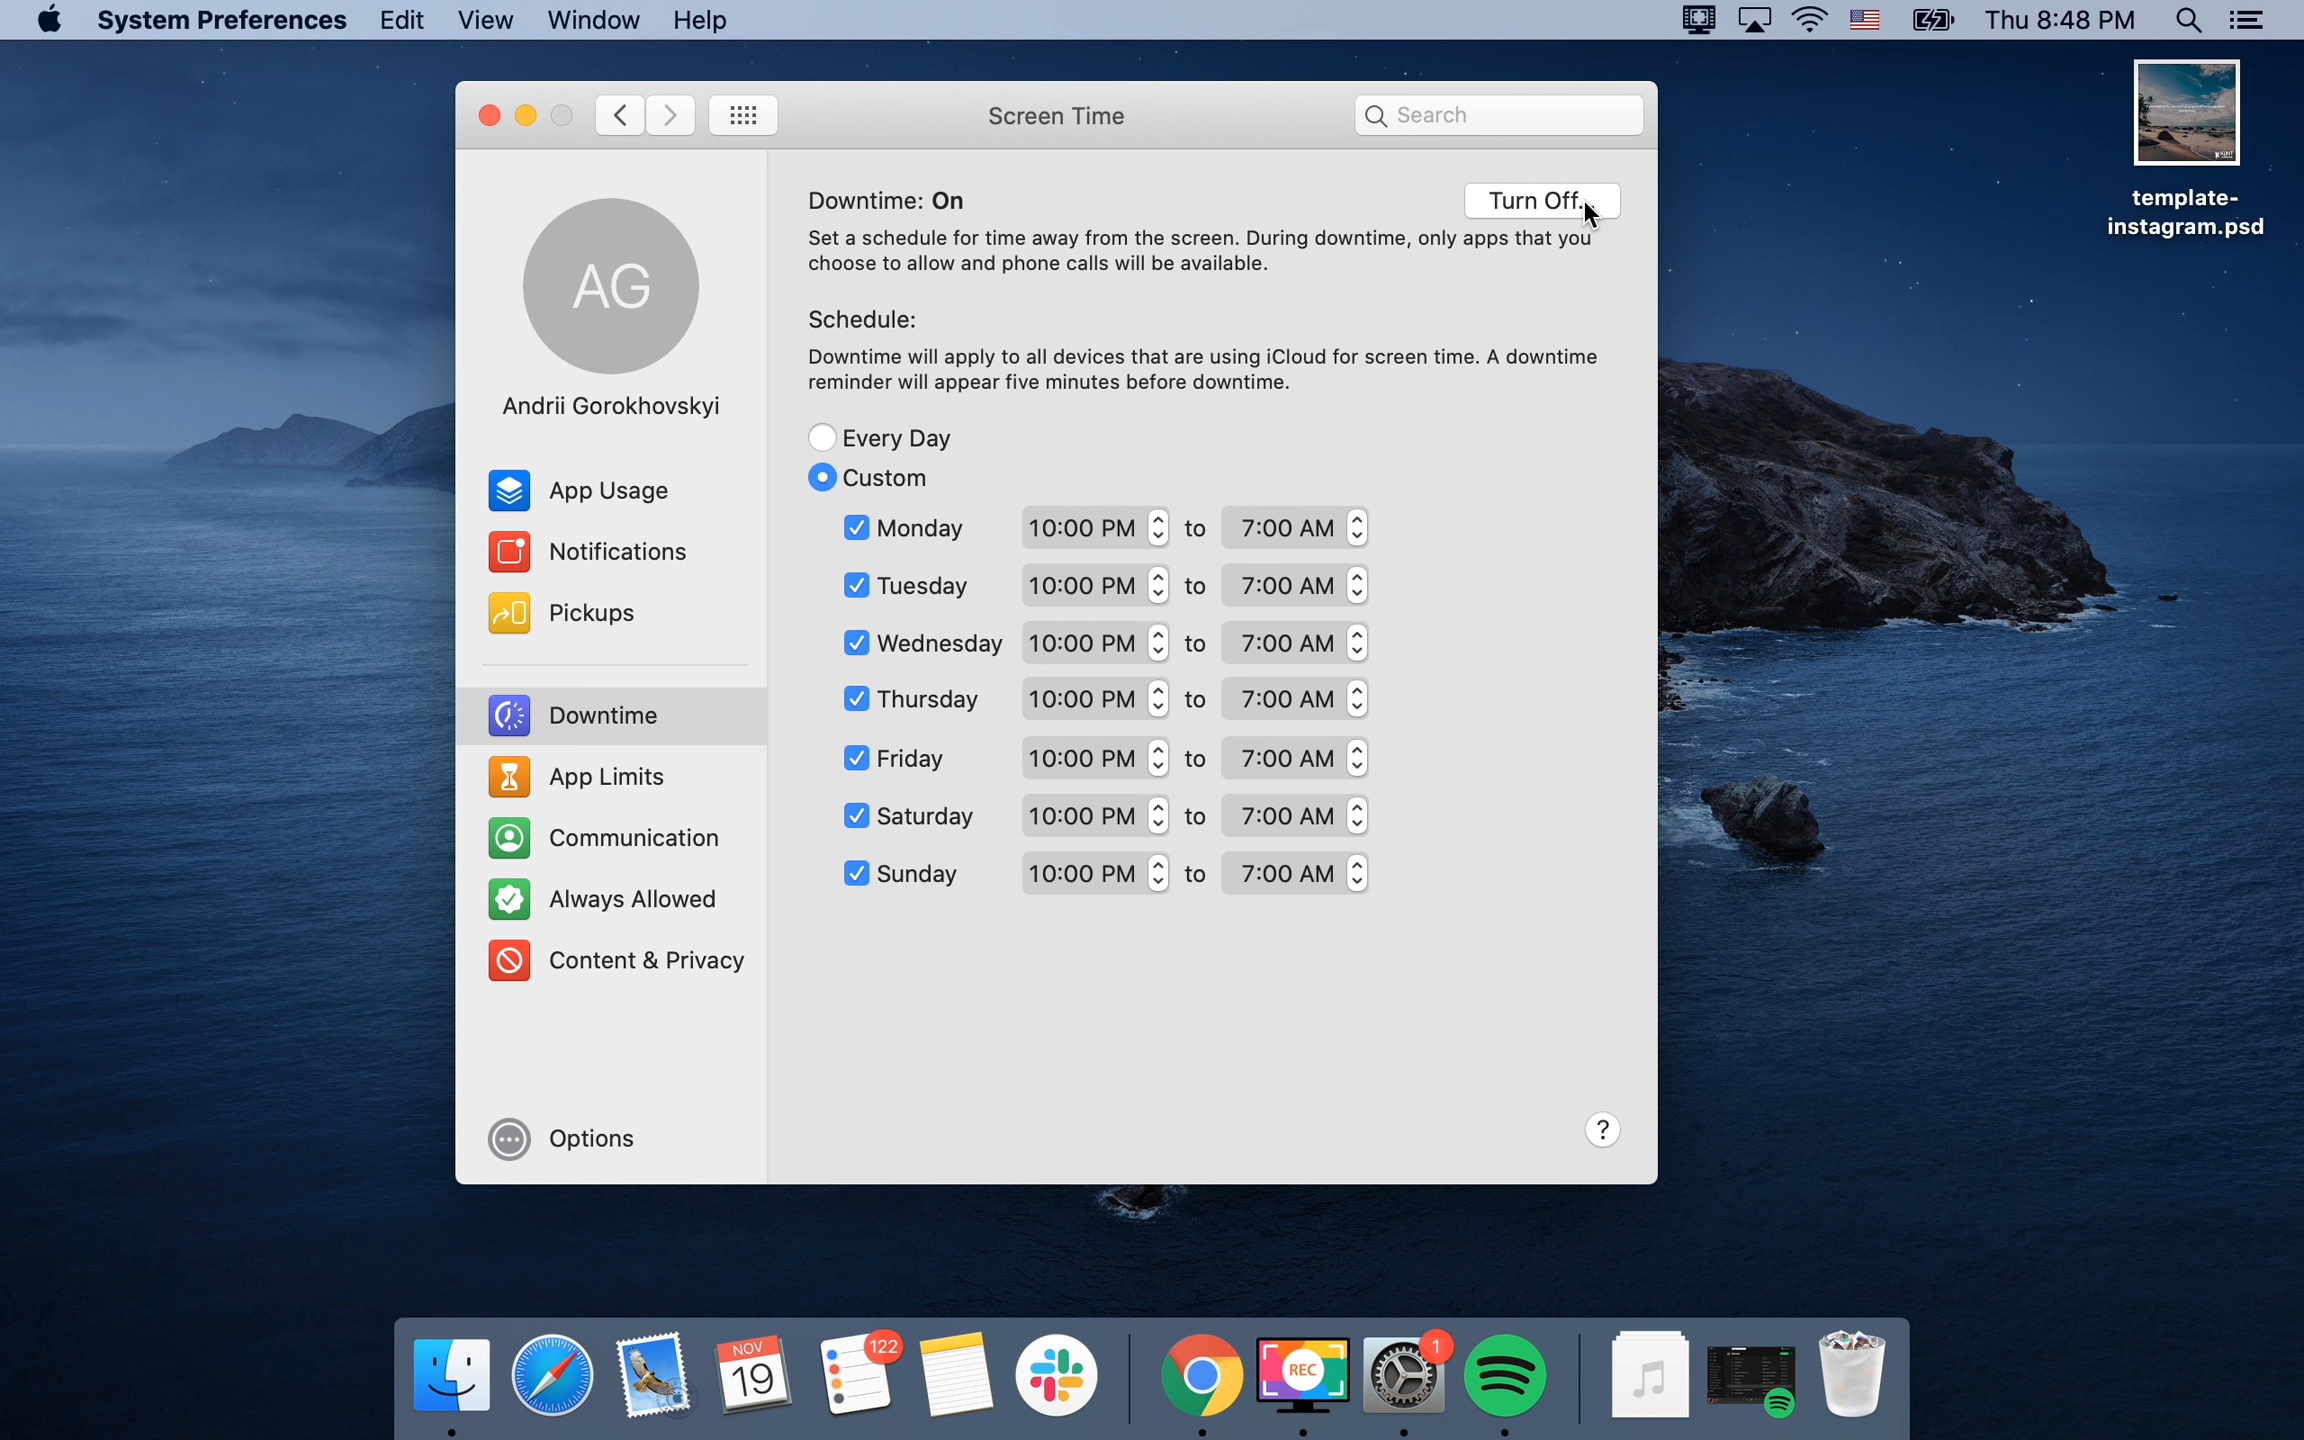 System Preferences Edit View Window Help Thu 8:48 PM
Screen Time
Search
template-
instagram.psd
AG
Andrii Gorokhovskyi
App Usage
Notifications
Pickups
Downtime
App Limits
Communication
Always Allowed
Content & Privacy
Options
Downtime: On
Turn Off...
Set a schedule for time away from the screen. During downtime, only apps that you
choose to allow and phone calls will be available.
Schedule:
Downtime will apply to all devices that are using iCloud for screen time. A downtime
reminder will appear five minutes before downtime.
Every Day
Custom
Monday 10:00 PM to 7:00 AM
Tuesday 10:00 PM to 7:00 AM
Wednesday 10:00 PM to 7:00 AM
Thursday 10:00 PM to 7:00 AM
Friday 10:00 PM to 7:00 AM
Saturday 10:00 PM to 7:00 AM
Sunday 10:00 PM to 7:00 AM
?
NOV
19
122
REC
1